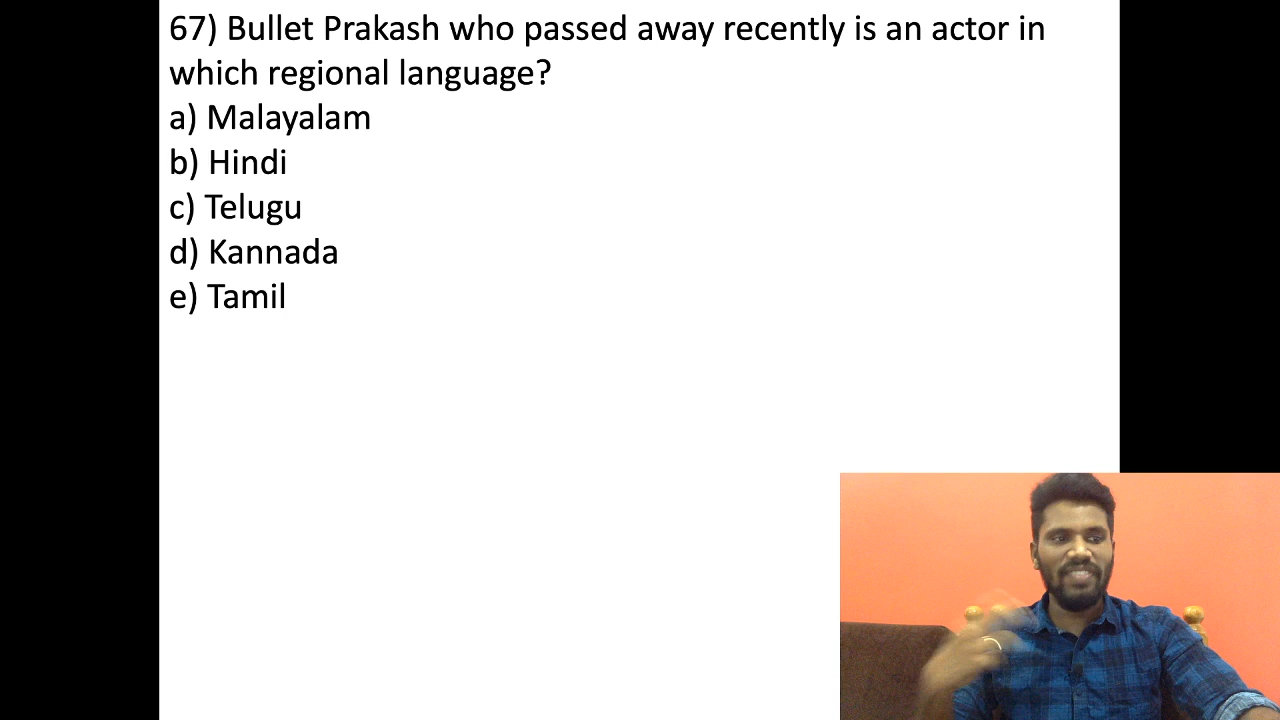 67) Bullet Prakash who passed away recently is an actor in
which regional language?
a) Malayalam
b) Hindi
c) Telugu
d) Kannada
e) Tamil